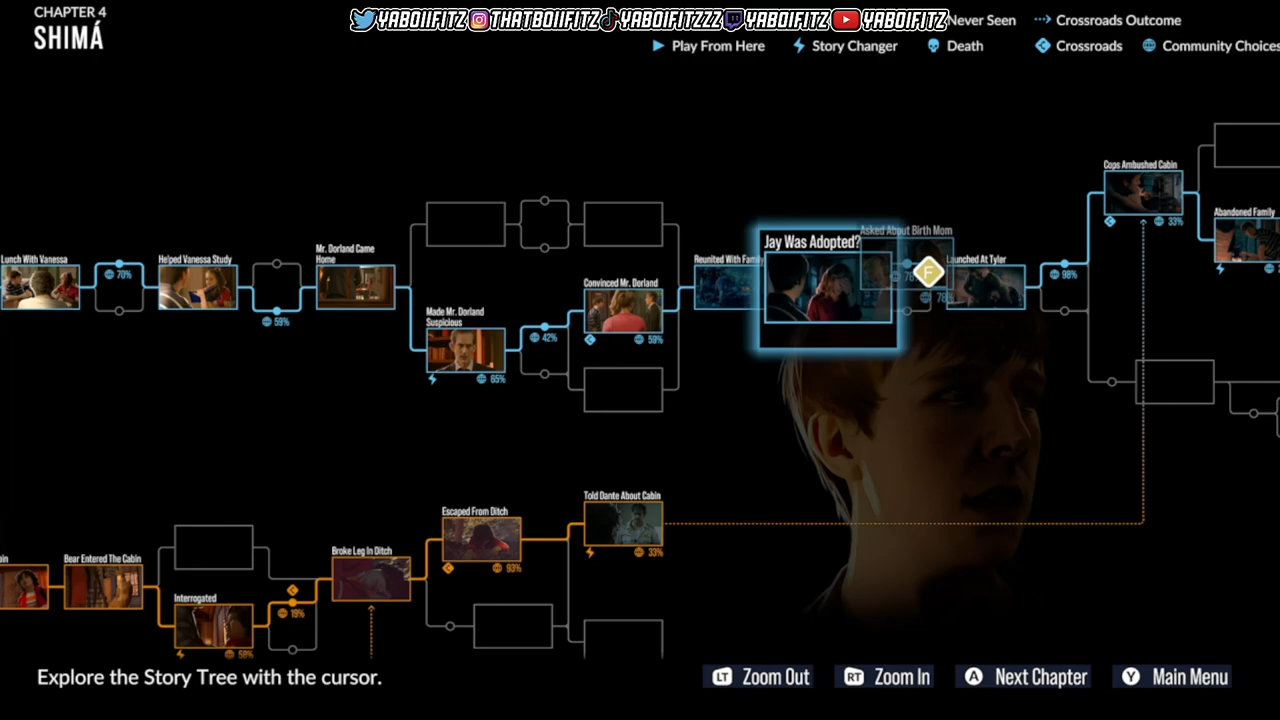 CHAPTER 4
SHIMÁ
YABOIIFITZ THATBOIIFITZ YABOIFITZZZ YABOIFITZ YABOIFITZ
Never Seen
Crossroads Outcome
Play From Here
Story Changer
Death
Crossroads
Community Choices
Cops Ambushed Cabin
33%
Abandoned Family
Lunch With Vanessa
70%
Helped Vanessa Study
59%
Mr. Dorland Came
Home
Made Mr. Dorland
Suspicious
65%
42%
Convinced Mr. Dorland
59%
Reunited With Family
Jay Was Adopted?
Asked About Birth Mom
F
Launched At Tyler
98%
Bear Entered The Cabin
Interrogated
58%
19%
Broke Leg In Ditch
Escaped From Ditch
93%
Told Dante About Cabin
33%
Explore the Story Tree with the cursor.
LT Zoom Out
RT Zoom In
A Next Chapter
Y Main Menu